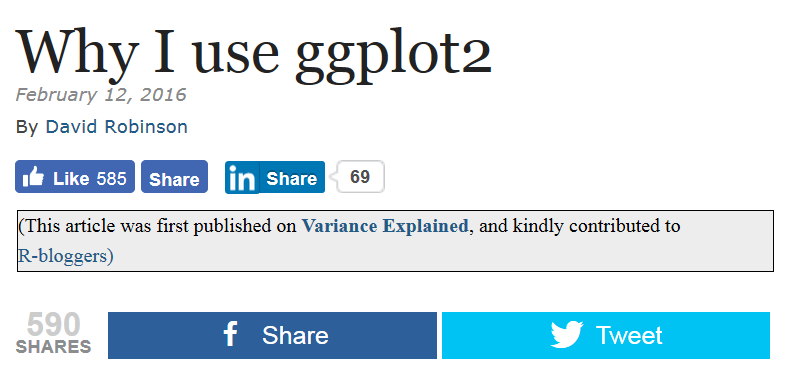 Why I use ggplot2
February 12, 2016
By David Robinson
Like 585 Share in Share 69
(This article was first published on Variance Explained, and kindly contributed to
R-bloggers)
590
SHARES
f Share Tweet